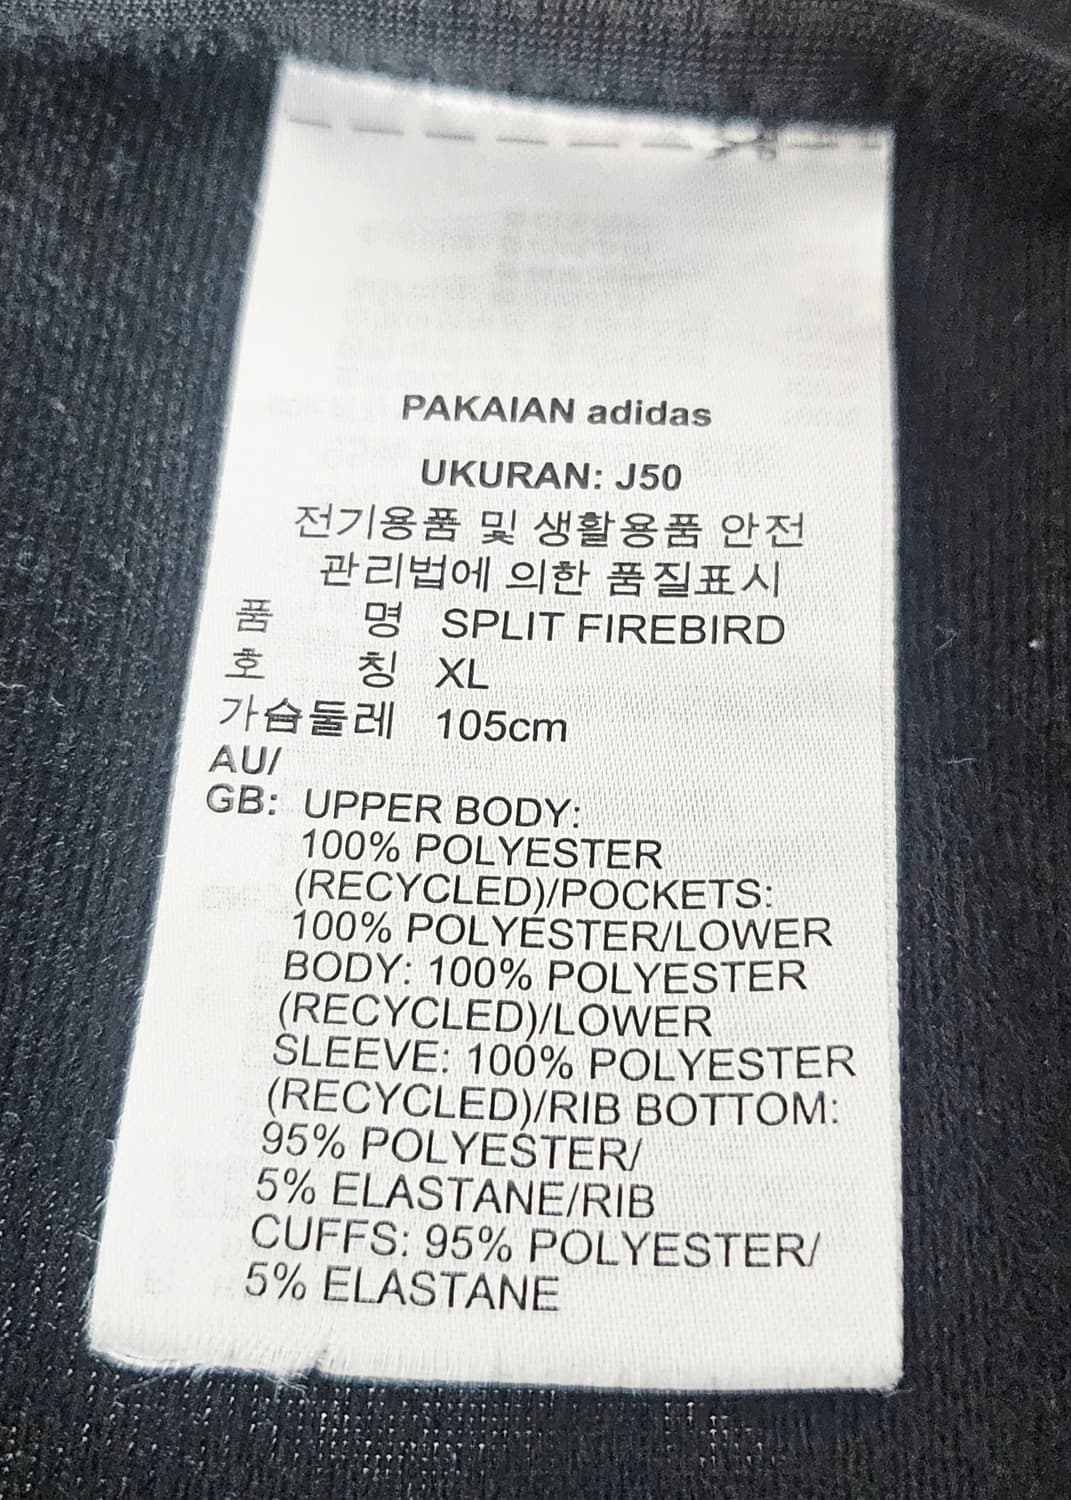 PAKAIAN adidas
UKURAN: J50
전기용품 및 생활용품 안전
관리법에 의한 품질표시
품 명 SPLIT FIREBIRD
호 칭 XL
가슴둘레 105cm
AU/
GB: UPPER BODY:
100% POLYESTER
(RECYCLED)/POCKETS:
100% POLYESTER/LOWER
BODY: 100% POLYESTER
(RECYCLED)/LOWER
SLEEVE: 100% POLYESTER
(RECYCLED)/RIB BOTTOM:
95% POLYESTER/
5% ELASTANE/RIB
CUFFS: 95% POLYESTER/
5% ELASTANE